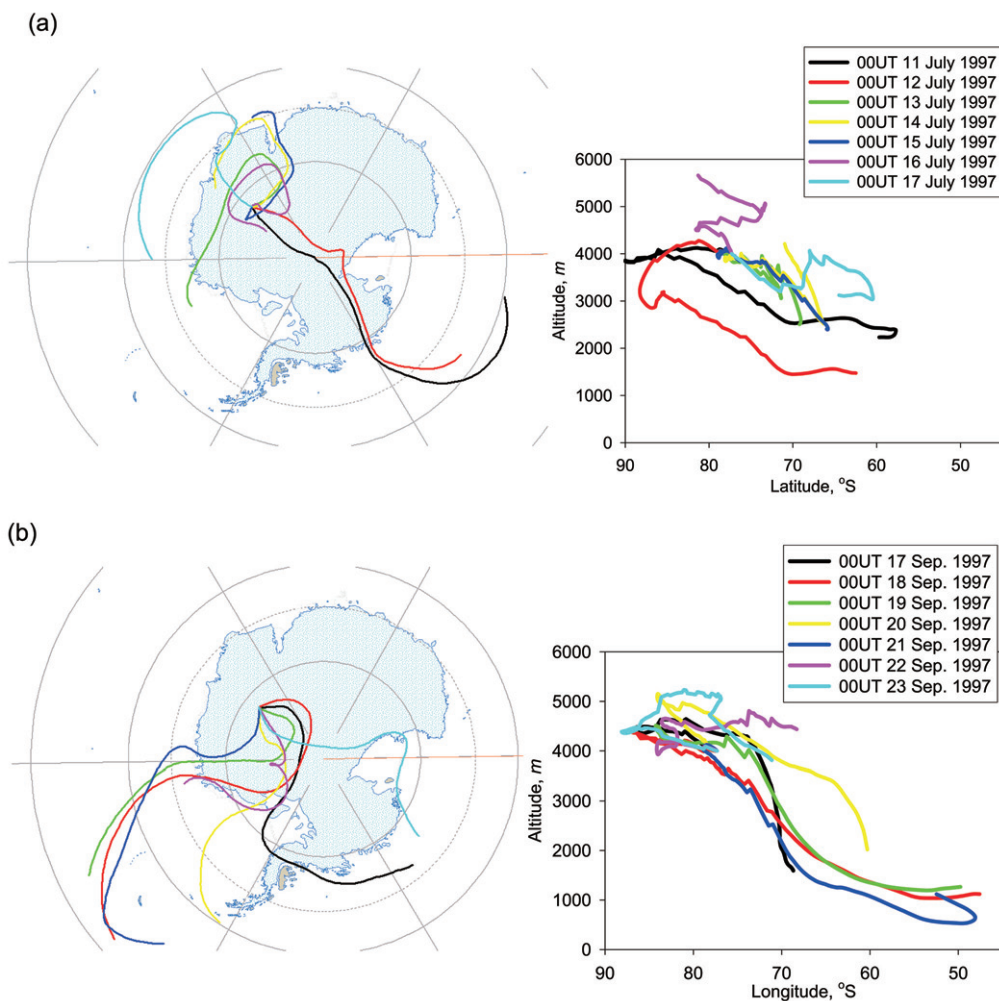 (a)
00UT 11 July 1997
00UT 12 July 1997
00UT 13 July 1997
00UT 14 July 1997
00UT 15 July 1997
00UT 16 July 1997
00UT 17 July 1997
6000
5000
4000
3000
2000
1000
0
Altitude, m
90 80 70 60 50
Latitude, °S
(b)
00UT 17 Sep. 1997
00UT 18 Sep. 1997
00UT 19 Sep. 1997
00UT 20 Sep. 1997
00UT 21 Sep. 1997
00UT 22 Sep. 1997
00UT 23 Sep. 1997
6000
5000
4000
3000
2000
1000
0
Altitude, m
90 80 70 60 50
Longitude, °S